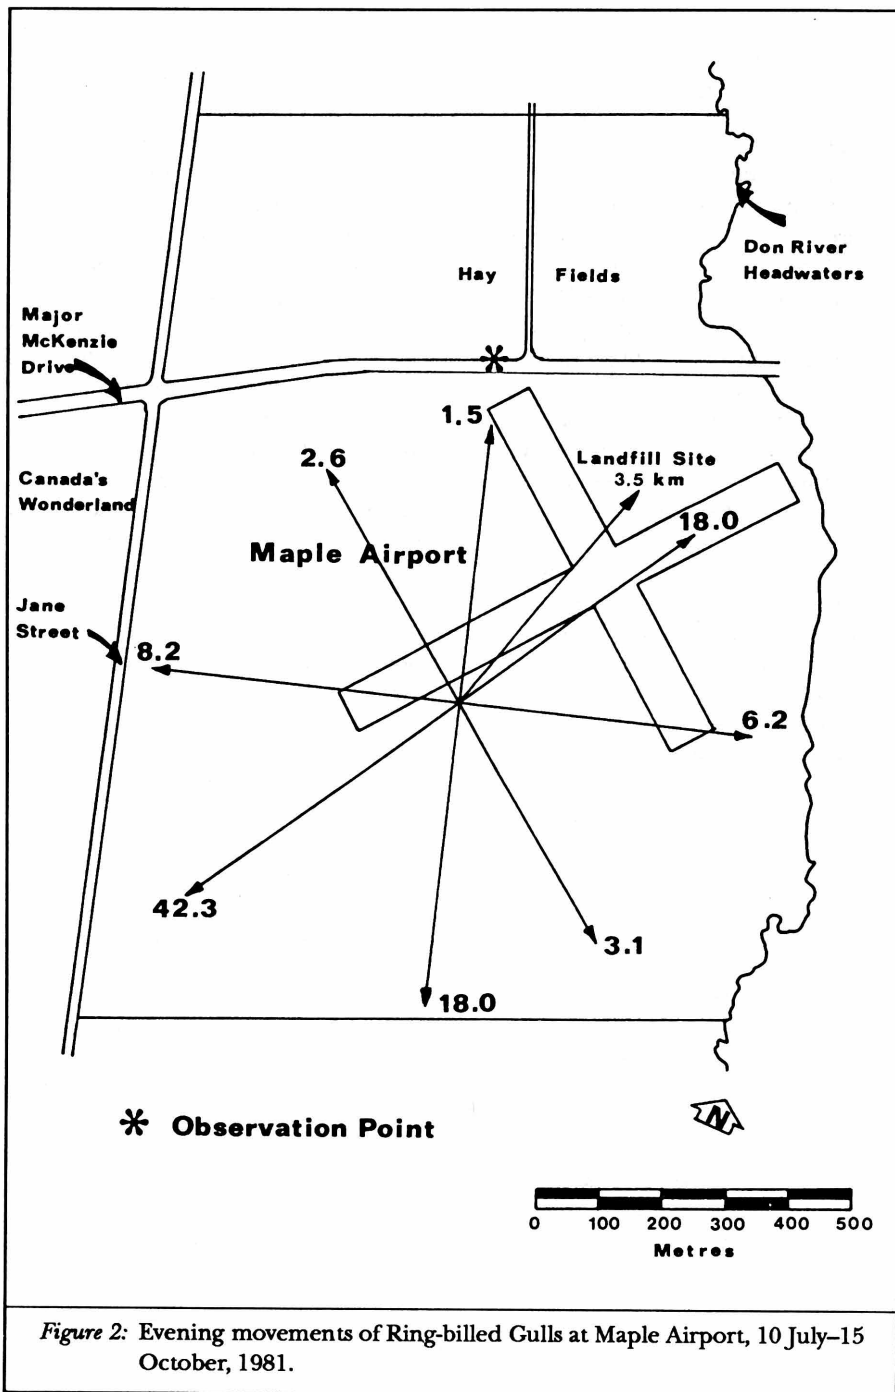 Don River
Headwaters
Hay Fields
Major
McKenzie
Drive
1.5
2.6
Landfill Site
3.5 km
Canada's
Wonderland
18.0
Maple Airport
Jane
Street
8.2
6.2
42.3
3.1
18.0
N
* Observation Point
0 100 200 300 400 500
Metres
Figure 2: Evening movements of Ring-billed Gulls at Maple Airport, 10 July–15
October, 1981.